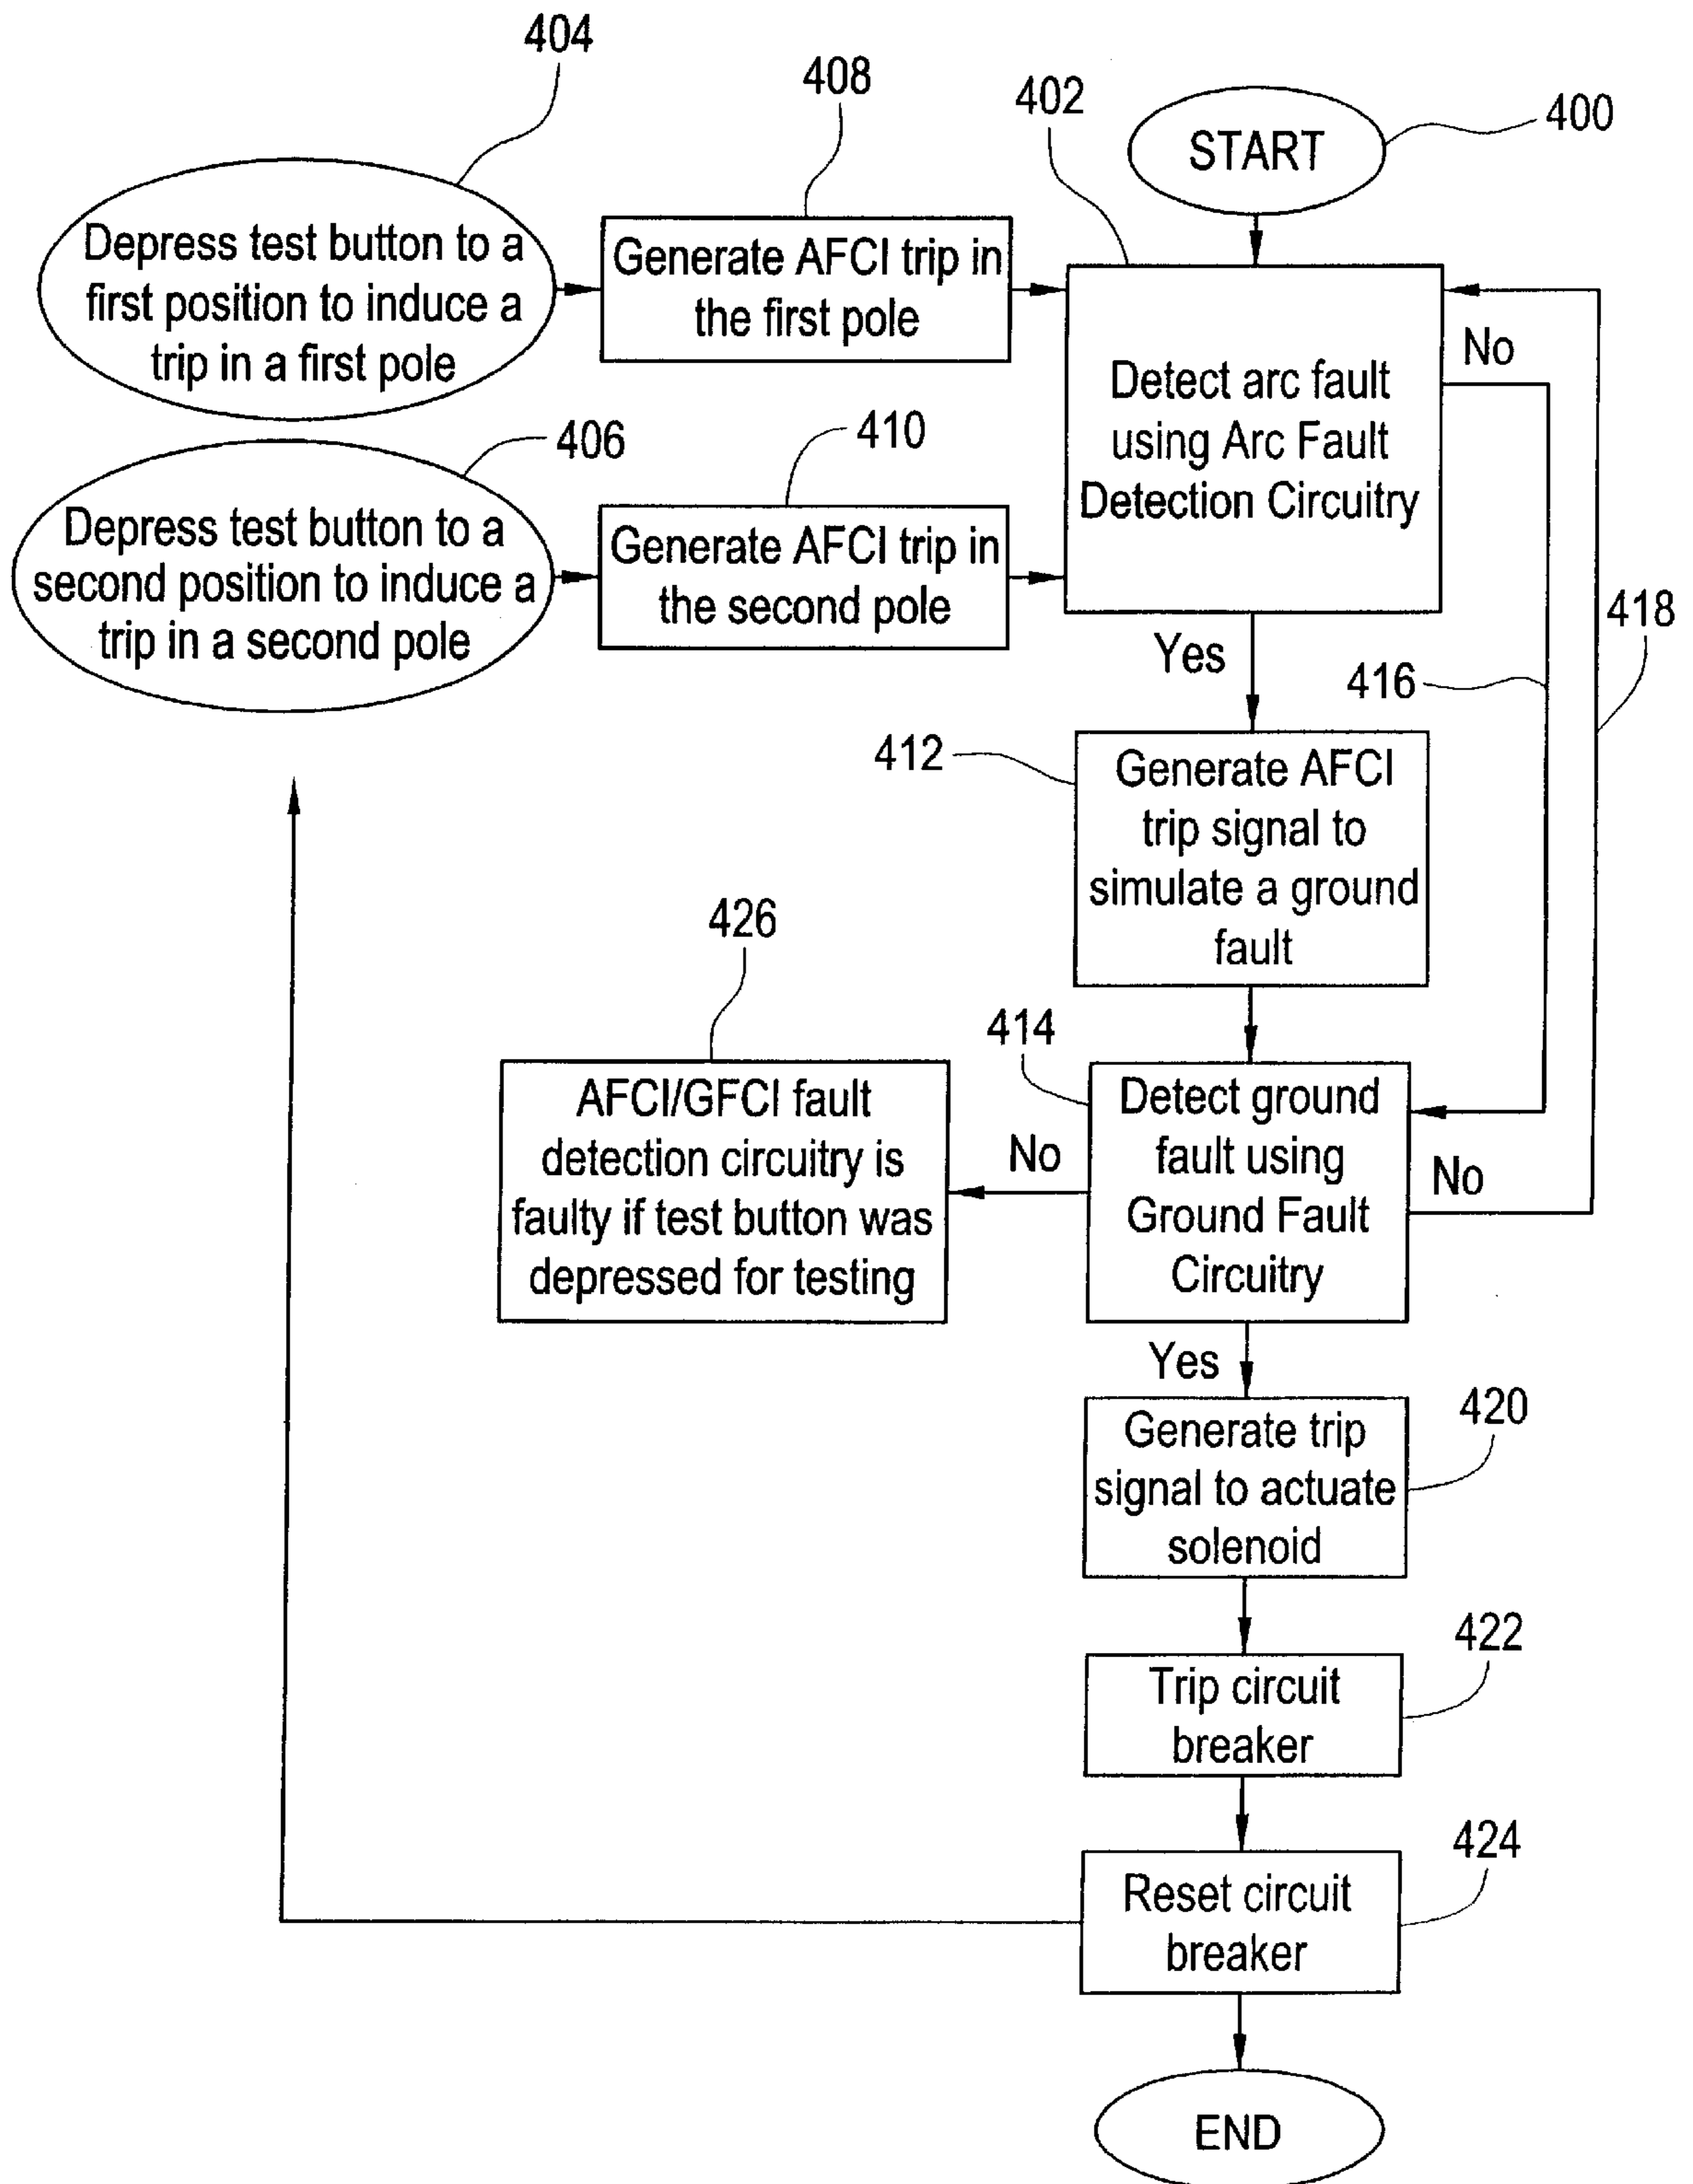 404
408
402
400
START
Depress test button to a
first position to induce a
trip in a first pole
Generate AFCI trip in
the first pole
Detect arc fault
using Arc Fault
Detection Circuitry
No
406
410
Depress test button to a
second position to induce a
trip in a second pole
Generate AFCI trip in
the second pole
Yes
416
418
412
Generate AFCI
trip signal to
simulate a ground
fault
426
414
AFCI/GFCI fault
detection circuitry is
faulty if test button was
depressed for testing
No
Detect ground
fault using
Ground Fault
Circuitry
No
Yes
420
Generate trip
signal to actuate
solenoid
422
Trip circuit
breaker
424
Reset circuit
breaker
END